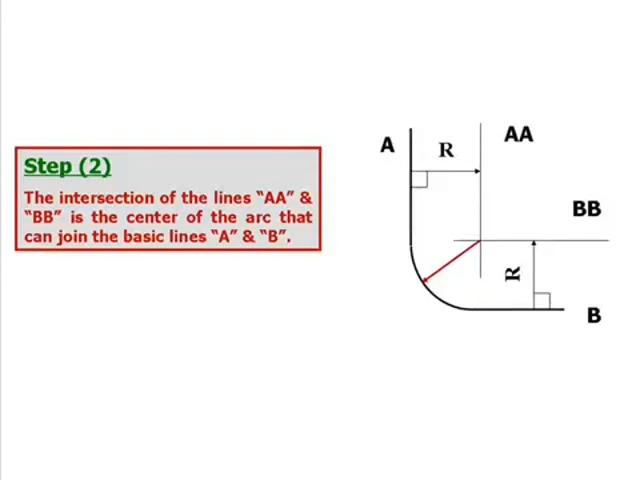 Step (2)
The intersection of the lines “AA” &
“BB” is the center of the arc that
can join the basic lines “A” & “B”.
A
R
AA
BB
R
B